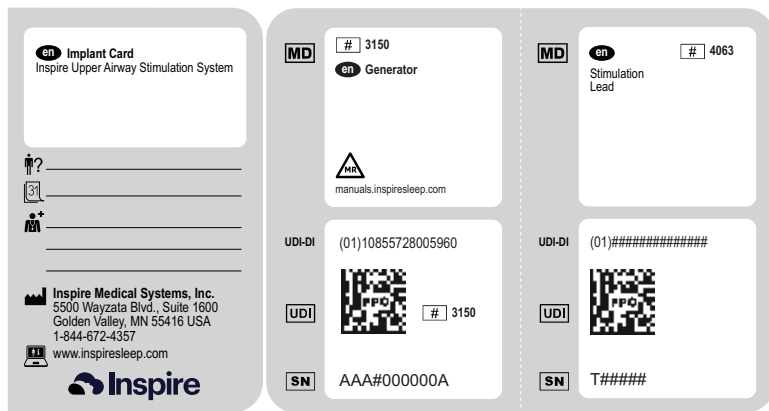 en Implant Card
Inspire Upper Airway Stimulation System
?
31
Inspire Medical Systems, Inc.
5500 Wayzata Blvd., Suite 1600
Golden Valley, MN 55416 USA
1-844-672-4357
www.inspiresleep.com
Inspire
MD
# 3150
en Generator
MR
manuals.inspiresleep.com
UDI-DI
(01)10855728005960
UDI
# 3150
SN
AAA#000000A
MD
en
# 4063
Stimulation
Lead
UDI-DI
(01)##############
UDI
SN
T#####